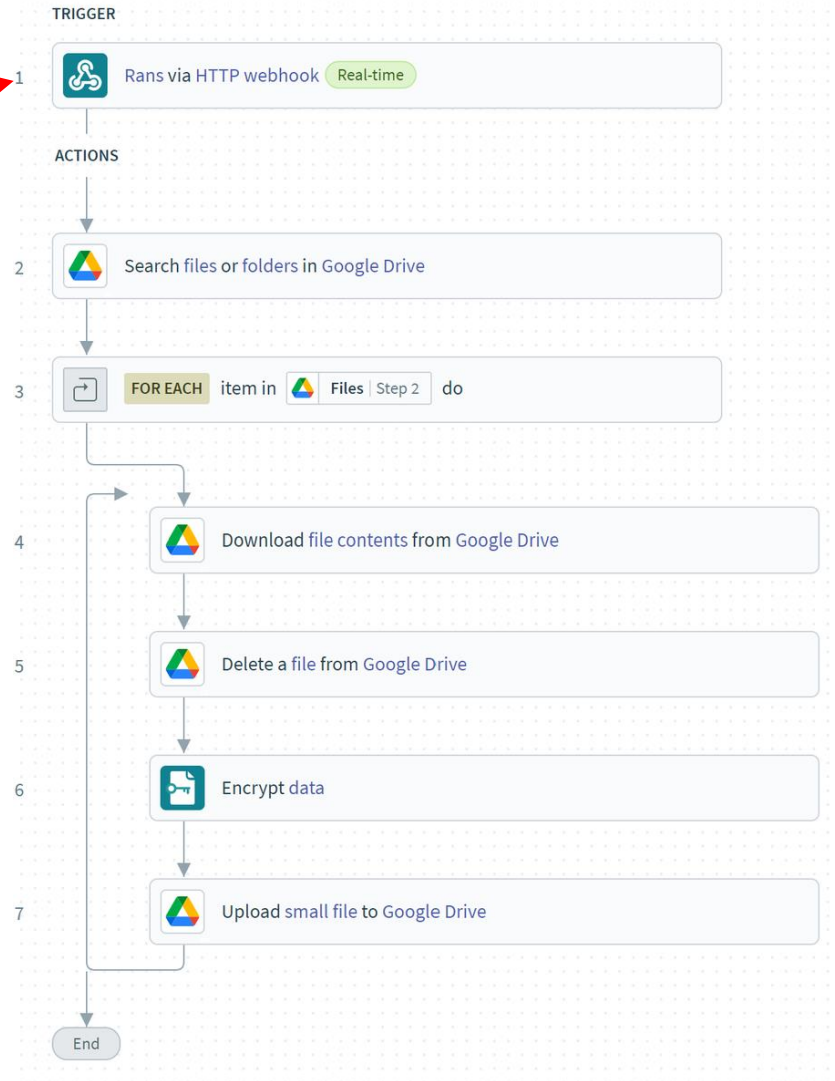 TRIGGER
1 Rans via HTTP webhook Real-time
ACTIONS
2 Search files or folders in Google Drive
3 FOR EACH item in Files Step 2 do
4 Download file contents from Google Drive
5 Delete a file from Google Drive
6 Encrypt data
7 Upload small file to Google Drive
End